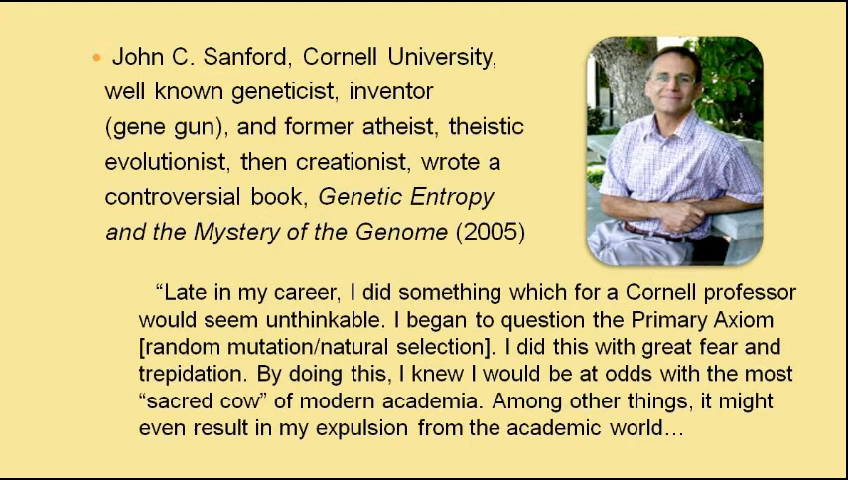 • John C. Sanford, Cornell University,
well known geneticist, inventor
(gene gun), and former atheist, theistic
evolutionist, then creationist, wrote a
controversial book, Genetic Entropy
and the Mystery of the Genome (2005)
“Late in my career, I did something which for a Cornell professor
would seem unthinkable. I began to question the Primary Axiom
[random mutation/natural selection]. I did this with great fear and
trepidation. By doing this, I knew I would be at odds with the most
“sacred cow” of modern academia. Among other things, it might
even result in my expulsion from the academic world…